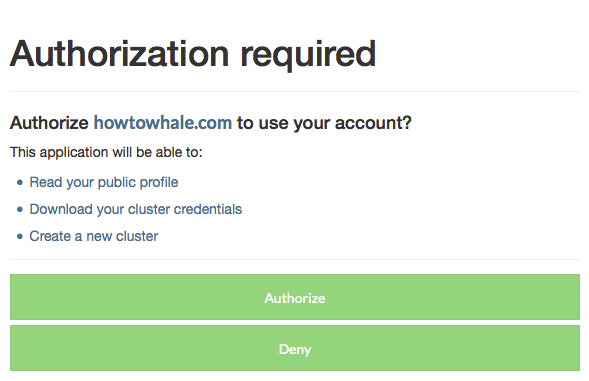 Authorization required
Authorize howtowhale.com to use your account?
This application will be able to:
Read your public profile
Download your cluster credentials
Create a new cluster
Authorize
Deny